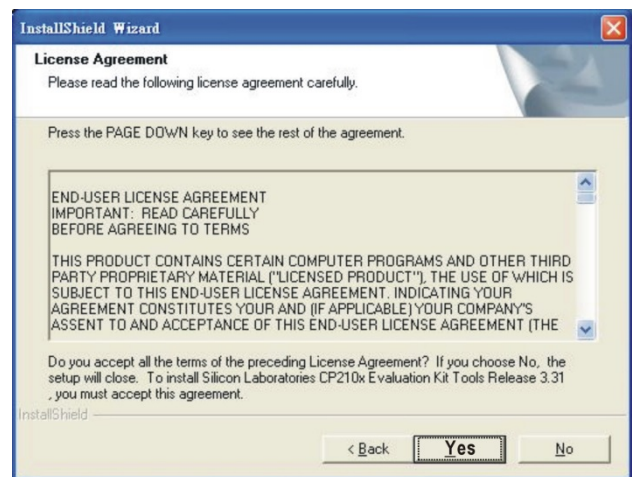 InstallShield Wizard
License Agreement
Please read the following license agreement carefully.
Press the PAGE DOWN key to see the rest of the agreement.
END-USER LICENSE AGREEMENT
IMPORTANT: READ CAREFULLY
BEFORE AGREEING TO TERMS
THIS PRODUCT CONTAINS CERTAIN COMPUTER PROGRAMS AND OTHER THIRD
PARTY PROPRIETARY MATERIAL ("LICENSED PRODUCT"), THE USE OF WHICH IS
SUBJECT TO THIS END-USER LICENSE AGREEMENT. INDICATING YOUR
AGREEMENT CONSTITUTES YOUR AND (IF APPLICABLE) YOUR COMPANY'S
ASSENT TO AND ACCEPTANCE OF THIS END-USER LICENSE AGREEMENT (THE
Do you accept all the terms of the preceding License Agreement? If you choose No, the
setup will close. To install Silicon Laboratories CP210x Evaluation Kit Tools Release 3.31
, you must accept this agreement.
InstallShield
< Back Yes No